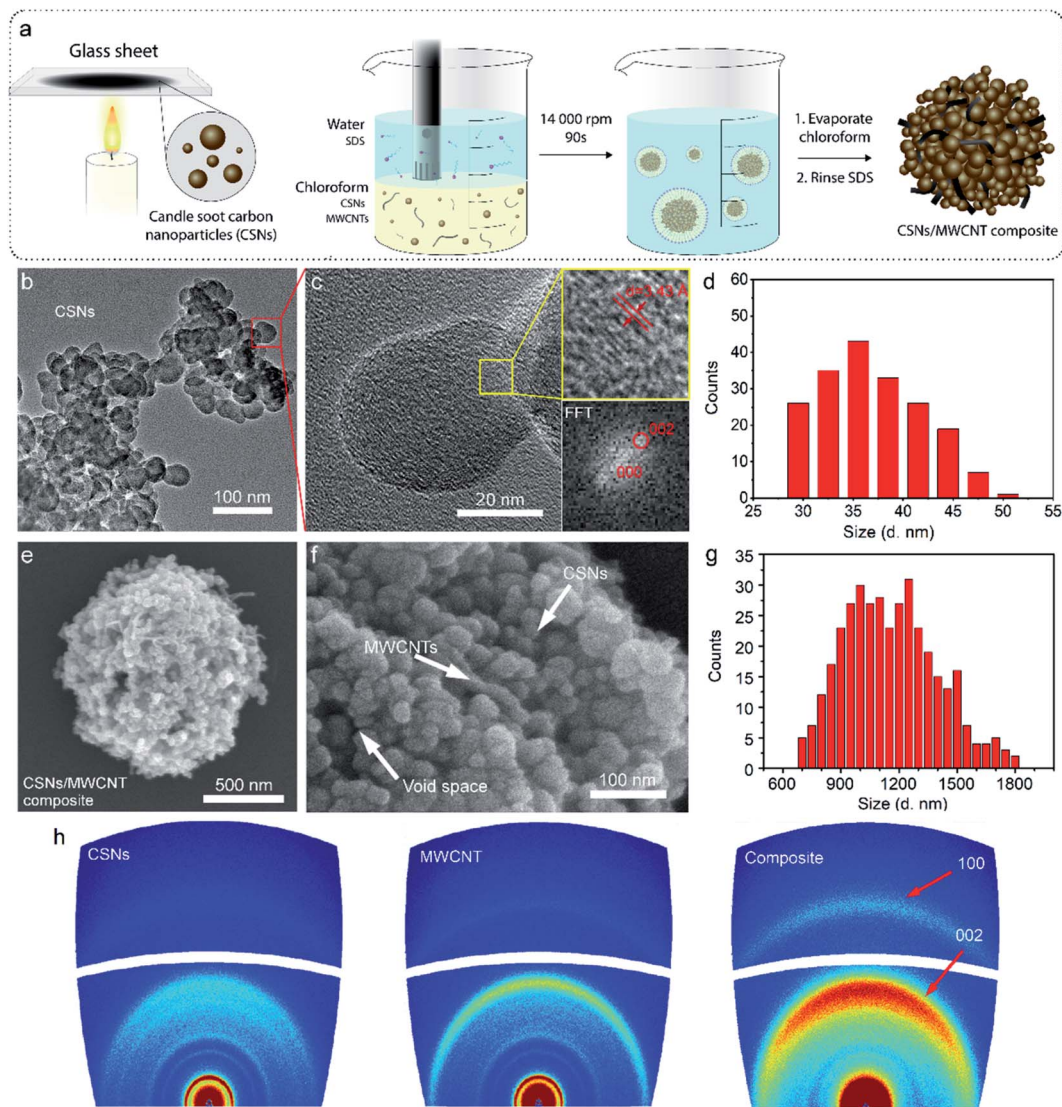 a
Glass sheet
Candle soot carbon
nanoparticles (CSNs)
Water
SDS
Chloroform
CSNs
MWCNTs
14 000 rpm
90s
1. Evaporate
chloroform
2. Rinse SDS
CSNs/MWCNT composite
b
CSNs
100 nm
c
20 nm
d=3.43 Å
FFT
002
000
d
Counts
60
50
40
30
20
10
0
25
30
35
40
45
50
55
Size (d. nm)
e
CSNs/MWCNT
composite
500 nm
f
CSNs
MWCNTs
Void space
100 nm
g
Counts
35
30
25
20
15
10
5
0
600
900
1200
1500
1800
Size (d. nm)
h
CSNs
MWCNT
Composite
100
002